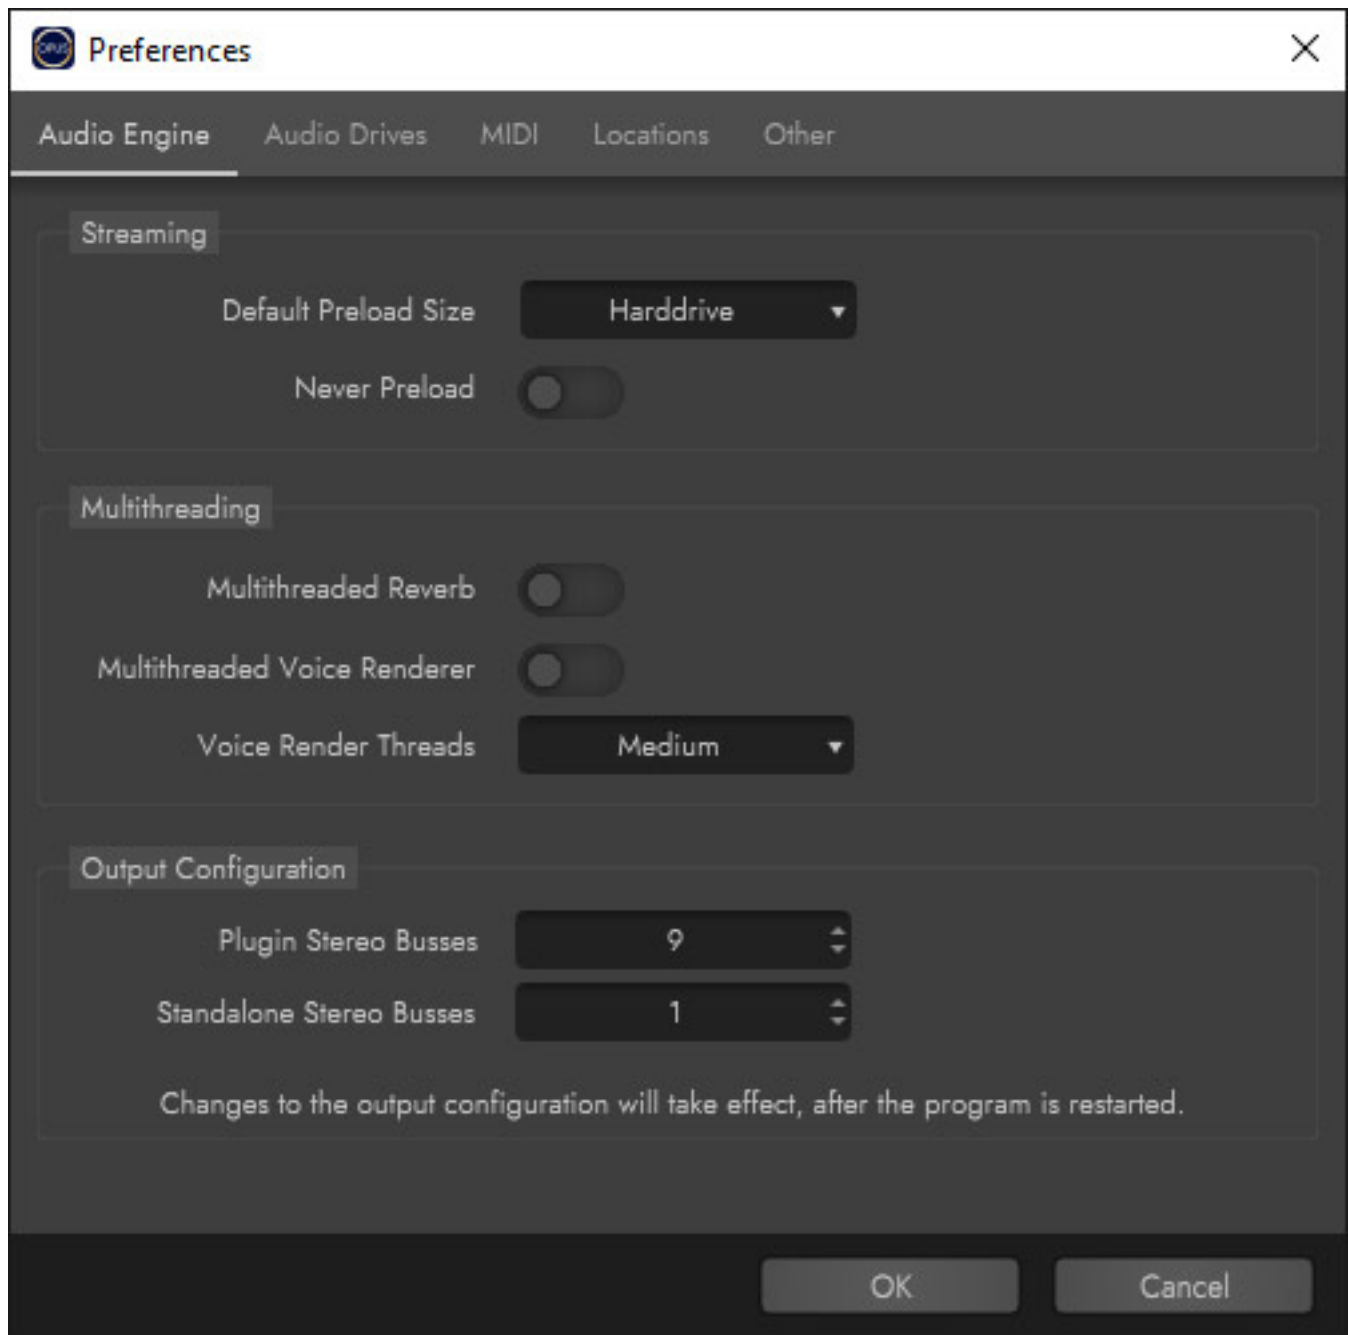 OPUS Preferences
Audio Engine Audio Drives MIDI Locations Other
Streaming
Default Preload Size Harddrive
Never Preload
Multithreading
Multithreaded Reverb
Multithreaded Voice Renderer
Voice Render Threads Medium
Output Configuration
Plugin Stereo Busses 9
Standalone Stereo Busses 1
Changes to the output configuration will take effect, after the program is restarted.
OK Cancel